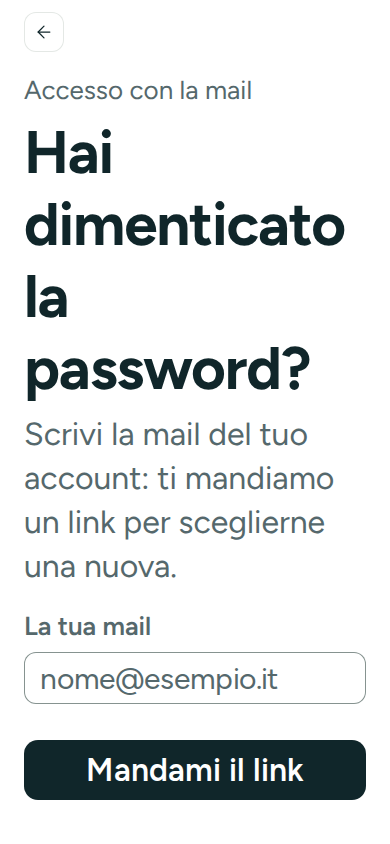 Accesso con la mail
Hai
dimenticato
la
password?
Scrivi la mail del tuo
account: ti mandiamo
un link per sceglierne
una nuova.
La tua mail
nome@esempio.it
Mandami il link